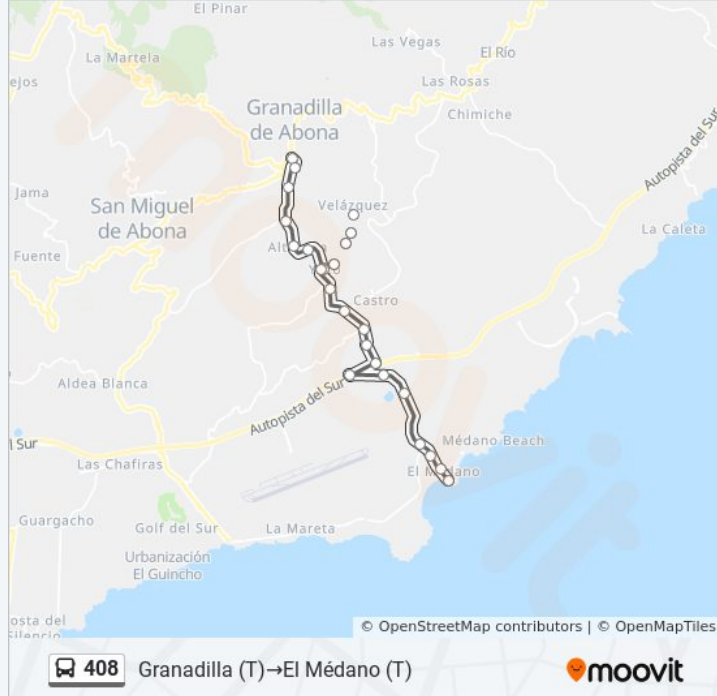 El Pinar
Las Vegas
La Martela
El Río
ejos
Las Rosas
Granadilla
de Abona
Chimiche
Autopista del Sur
Jama
Velázquez
San Miguel
de Abona
La Caleta
Fuente
Castro
Aldea Blanca
Autopista del Sur
l Sur
Médano Beach
Las Chafiras
El Médano
Guargacho
Golf del Sur
La Mareta
Urbanización
El Guincho
osta del
Silencio
© OpenStreetMap contributors | © OpenMapTiles
408 Granadilla (T)→El Médano (T)
moovit